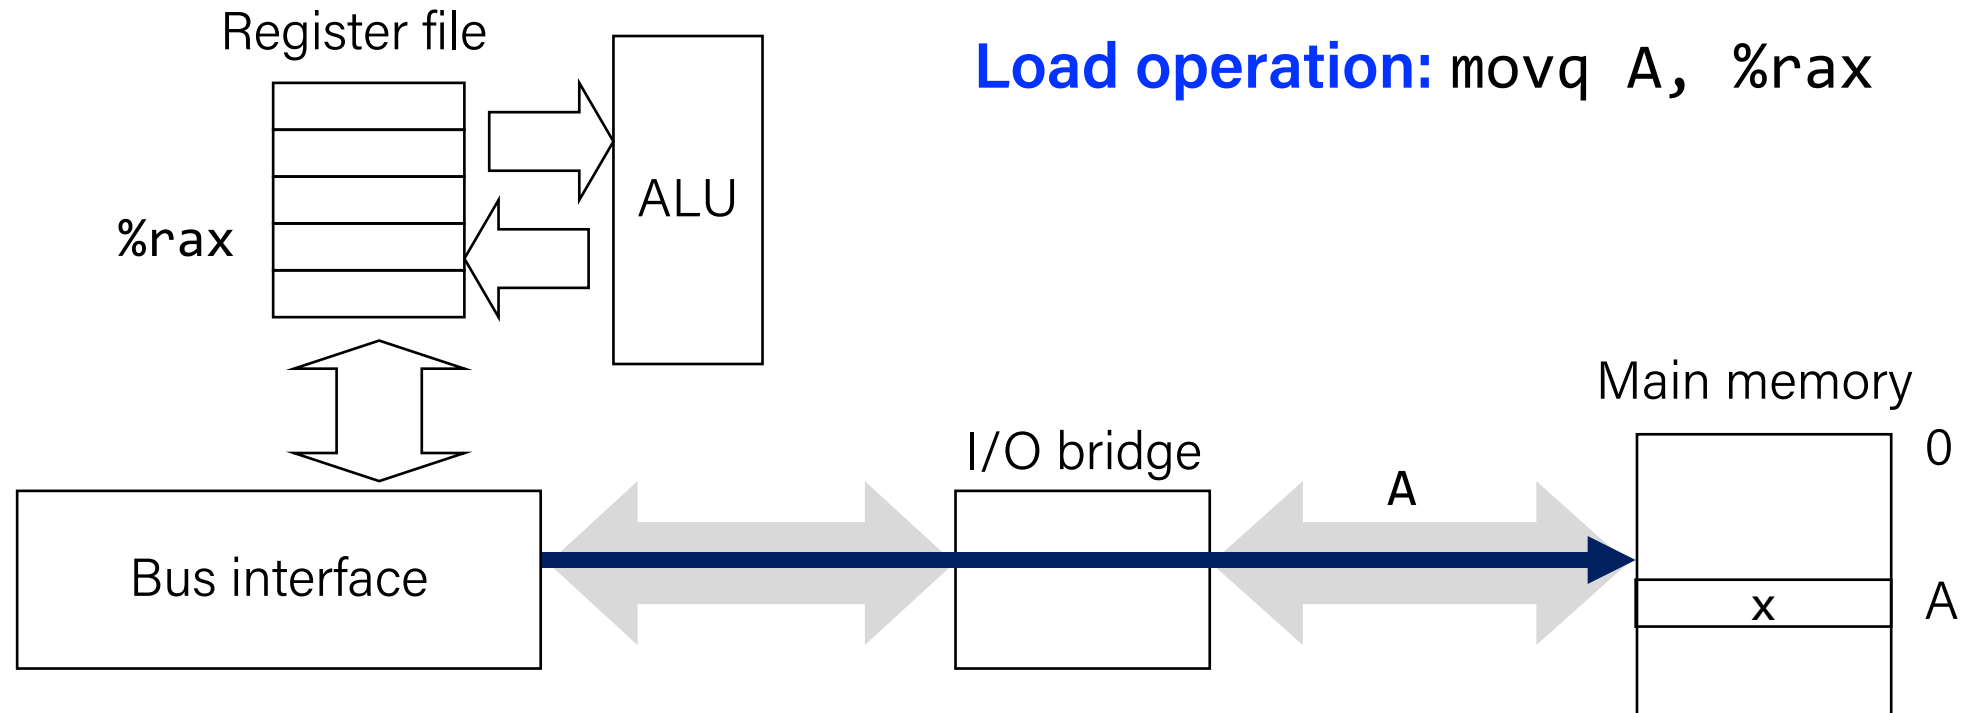 Register file
Load operation: movq A, %rax
ALU
%rax
Main memory
I/O bridge
0
A
Bus interface
x
A